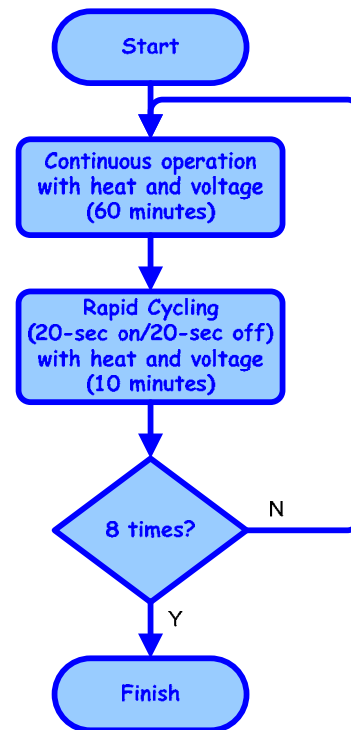 Start
Continuous operation
with heat and voltage
(60 minutes)
Rapid Cycling
(20-sec on/20-sec off)
with heat and voltage
(10 minutes)
8 times?
N
Y
Finish